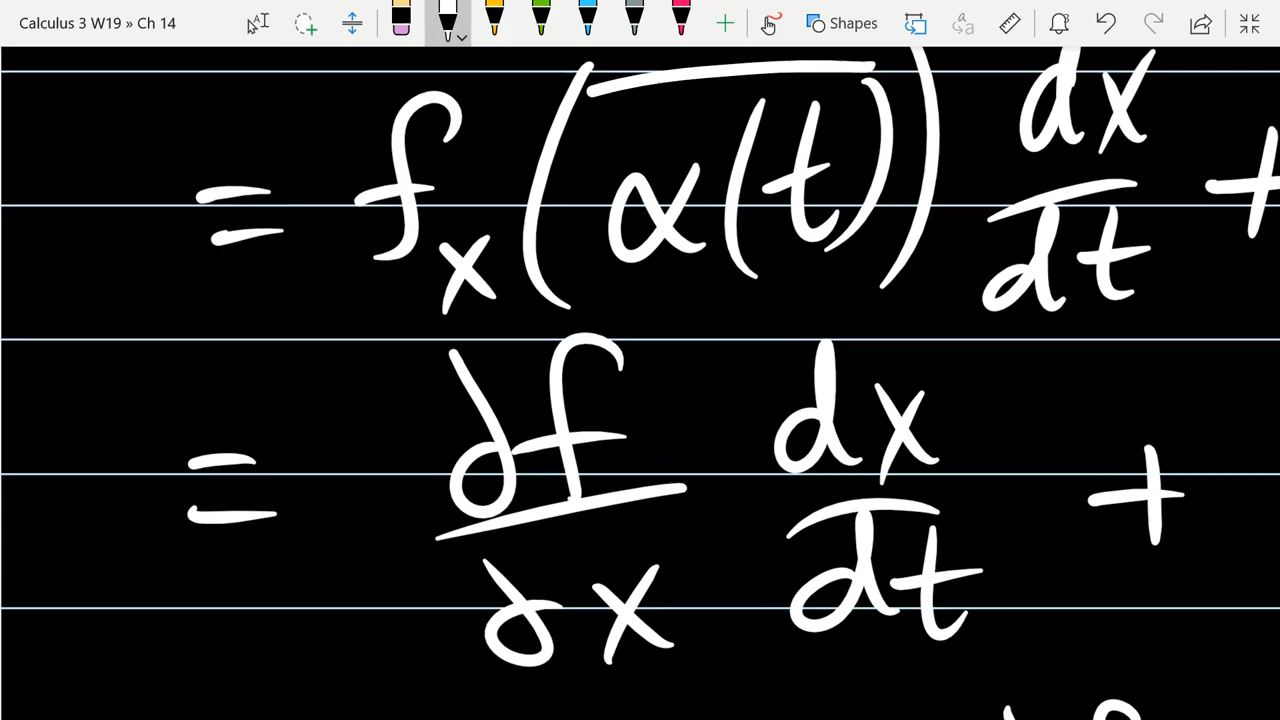 Calculus 3 W19 » Ch 14
Shapes
= f_x(α(t)) dx/dt +
= ∂f/∂x dx/dt +